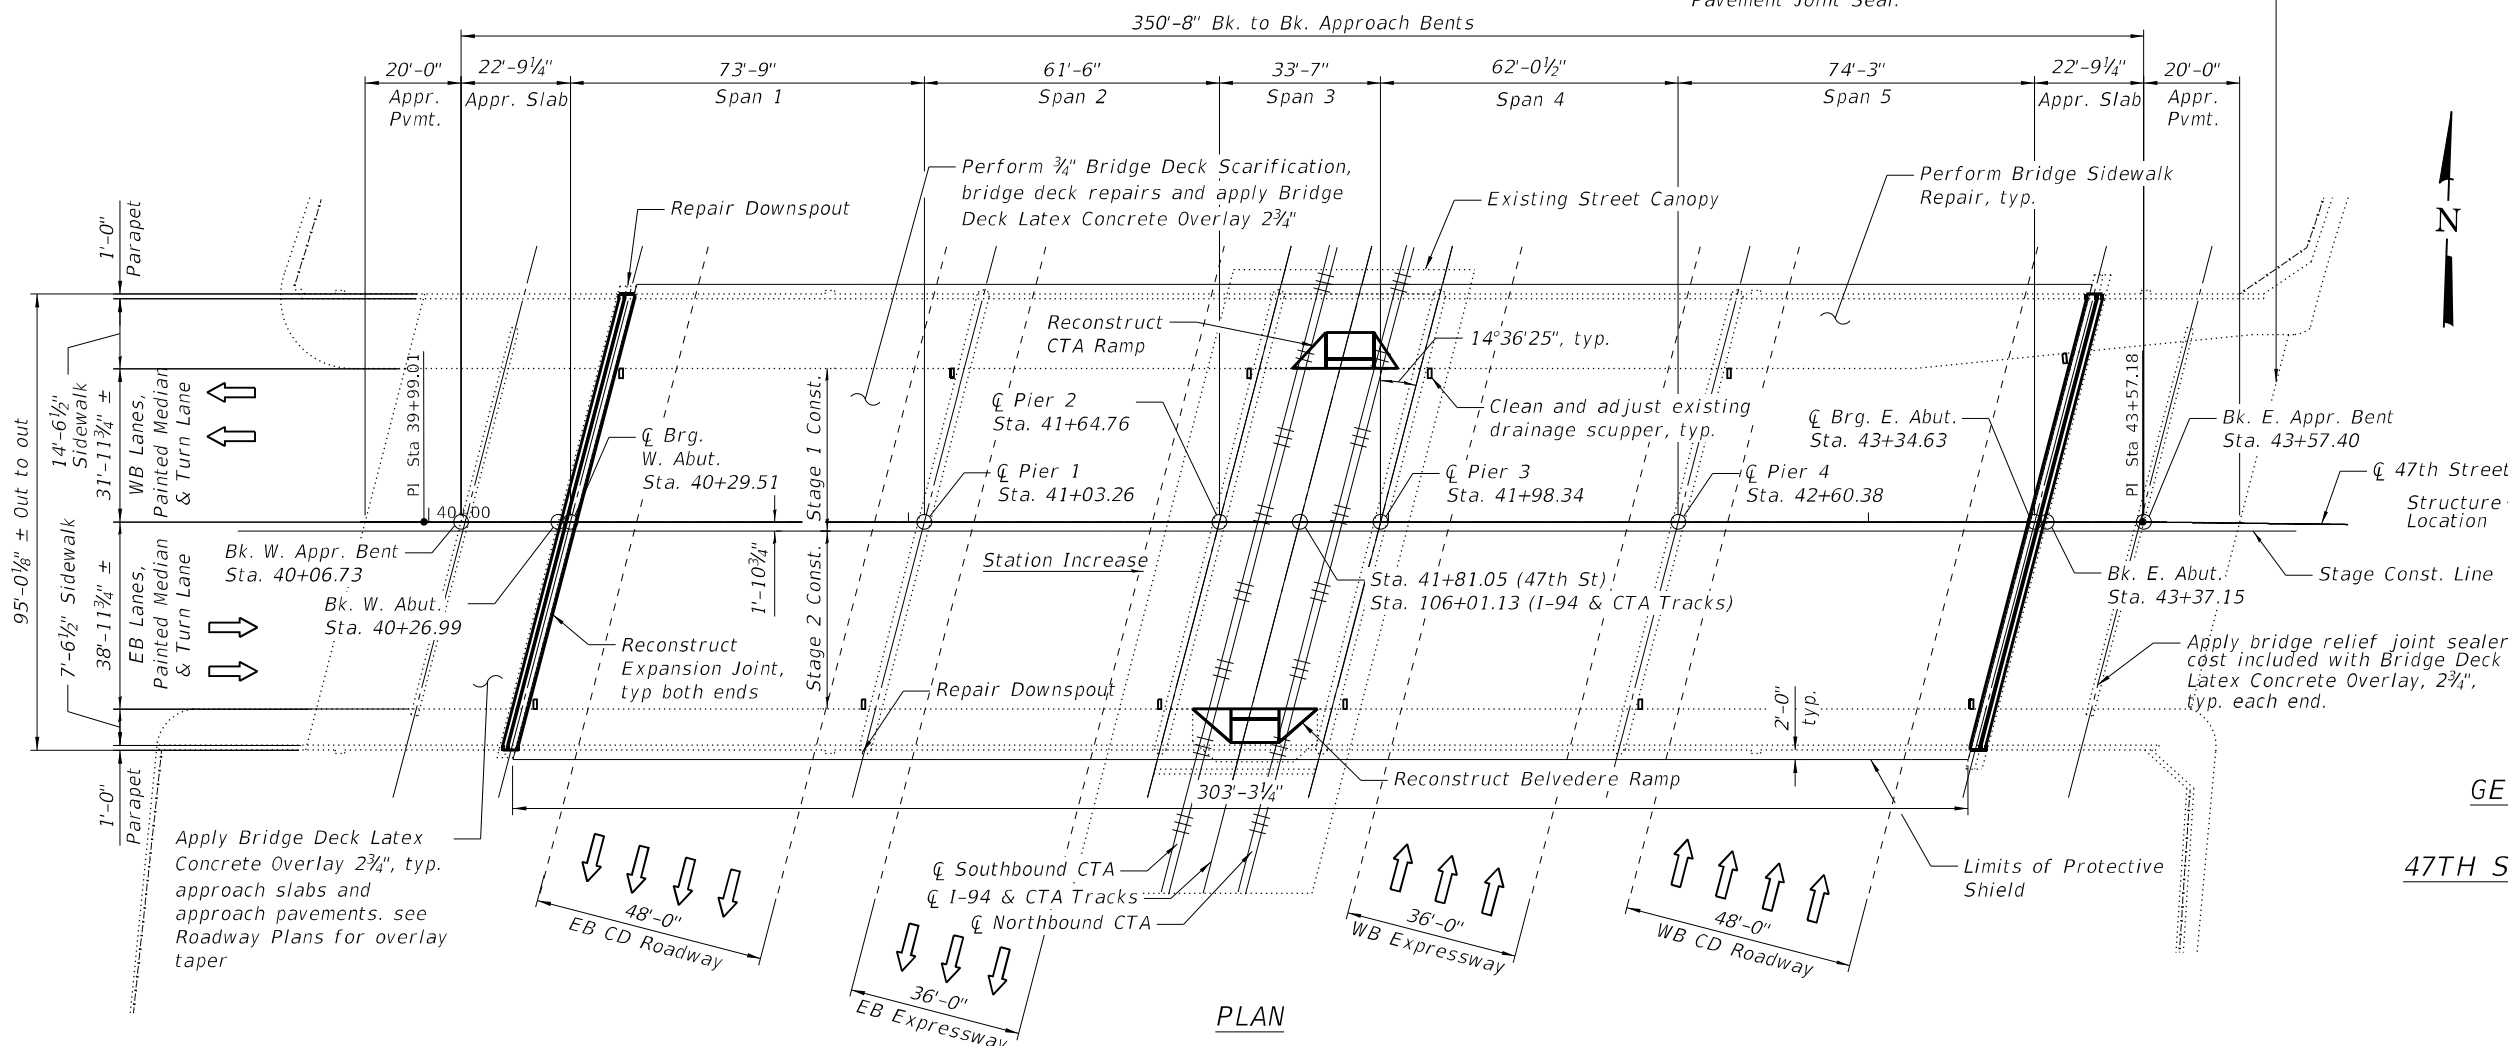 Pavement Joint Seal.
350'-8" Bk. to Bk. Approach Bents
20'-0"
Appr.
Pvmt.
22'-9¼"
Appr. Slab
73'-9"
Span 1
61'-6"
Span 2
33'-7"
Span 3
62'-0½"
Span 4
74'-3"
Span 5
22'-9¼"
Appr. Slab
20'-0"
Appr.
Pvmt.
Perform ¾" Bridge Deck Scarification,
bridge deck repairs and apply Bridge
Deck Latex Concrete Overlay 2¾"
Repair Downspout
Existing Street Canopy
Perform Bridge Sidewalk
Repair, typ.
N
1'-0"
Parapet
95'-0⅛" ± Out to out
14'-6½"
Sidewalk
31'-11¾" ±
WB Lanes,
Painted Median
& Turn Lane
7'-6½" Sidewalk
38'-11¾" ±
EB Lanes,
Painted Median
& Turn Lane
1'-0"
Parapet
PI Sta 39+99.01
40+00
Reconstruct
CTA Ramp
14°36'25", typ.
Clean and adjust existing
drainage scupper, typ.
℄ Pier 2
Sta. 41+64.76
℄ Brg.
W. Abut.
Sta. 40+29.51
℄ Pier 1
Sta. 41+03.26
℄ Pier 3
Sta. 41+98.34
℄ Pier 4
Sta. 42+60.38
℄ Brg. E. Abut.
Sta. 43+34.63
PI Sta 43+57.18
Bk. E. Appr. Bent
Sta. 43+57.40
℄ 47th Street
Structure
Location
Stage 1 Const.
Stage 2 Const.
1'-10¾"
Bk. W. Appr. Bent
Sta. 40+06.73
Bk. W. Abut.
Sta. 40+26.99
Station Increase
Sta. 41+81.05 (47th St)
Sta. 106+01.13 (I-94 & CTA Tracks)
Bk. E. Abut.
Sta. 43+37.15
Stage Const. Line
Reconstruct
Expansion Joint,
typ both ends
Repair Downspout
Apply bridge relief joint sealer
cost included with Bridge Deck
Latex Concrete Overlay, 2¾",
typ. each end.
2'-0"
typ.
Reconstruct Belvedere Ramp
303'-3¼"
Apply Bridge Deck Latex
Concrete Overlay 2¾", typ.
approach slabs and
approach pavements. see
Roadway Plans for overlay
taper
℄ Southbound CTA
℄ I-94 & CTA Tracks
℄ Northbound CTA
Limits of Protective
Shield
48'-0"
EB CD Roadway
36'-0"
EB Expressway
36'-0"
WB Expressway
48'-0"
WB CD Roadway
GE
47TH S
PLAN